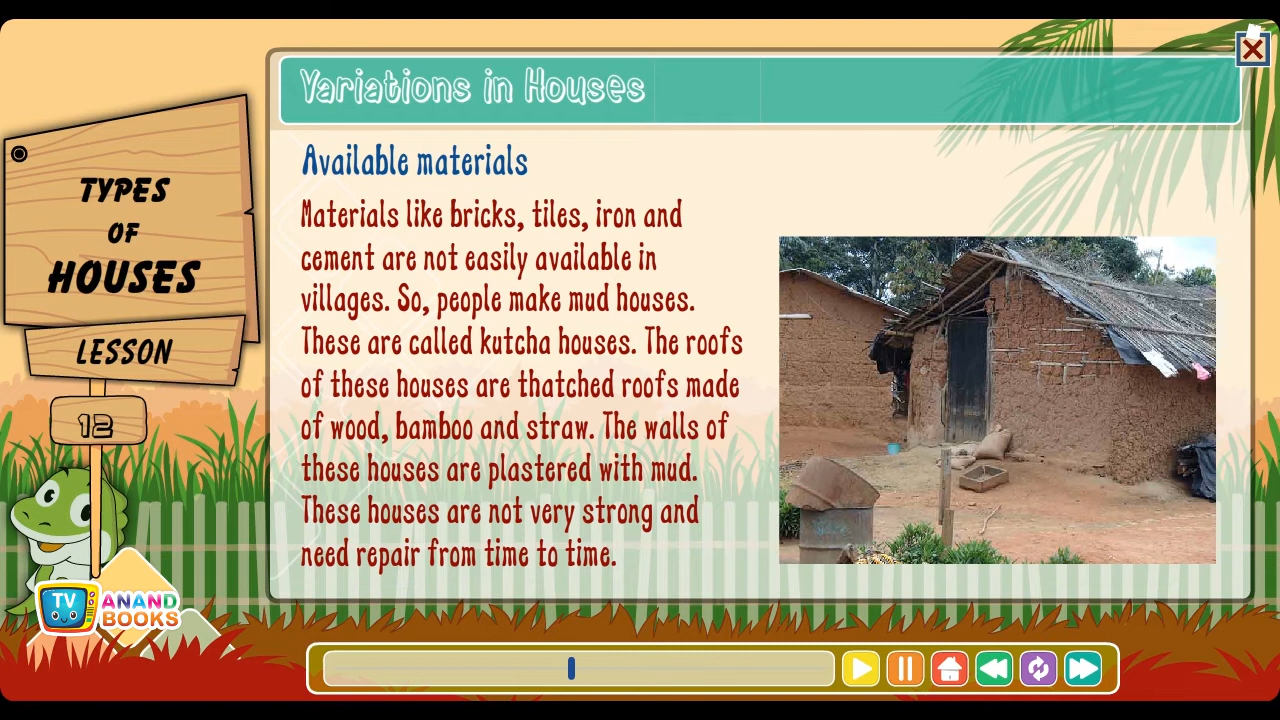 Variations in Houses
TYPES
OF
HOUSES
LESSON
12
Available materials
Materials like bricks, tiles, iron and
cement are not easily available in
villages. So, people make mud houses.
These are called kutcha houses. The roofs
of these houses are thatched roofs made
of wood, bamboo and straw. The walls of
these houses are plastered with mud.
These houses are not very strong and
need repair from time to time.
TV
ANAND
BOOKS